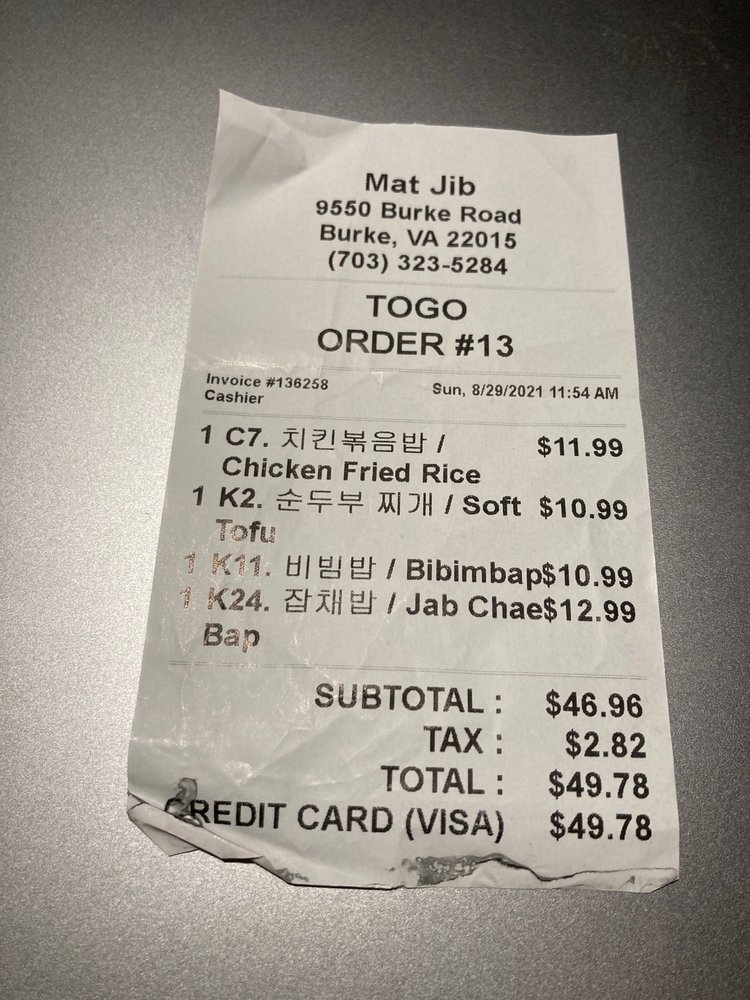 Mat Jib
9550 Burke Road
Burke, VA 22015
(703) 323-5284
TOGO
ORDER #13
Invoice #136258
Cashier
Sun, 8/29/2021 11:54 AM
1 C7. 치킨볶음밥 / $11.99
Chicken Fried Rice
1 K2. 순두부 찌개 / Soft $10.99
Tofu
1 K11. 비빔밥 / Bibimbap$10.99
1 K24. 잡채밥 / Jab Chae$12.99
Bap
SUBTOTAL : $46.96
TAX : $2.82
TOTAL : $49.78
CREDIT CARD (VISA) $49.78